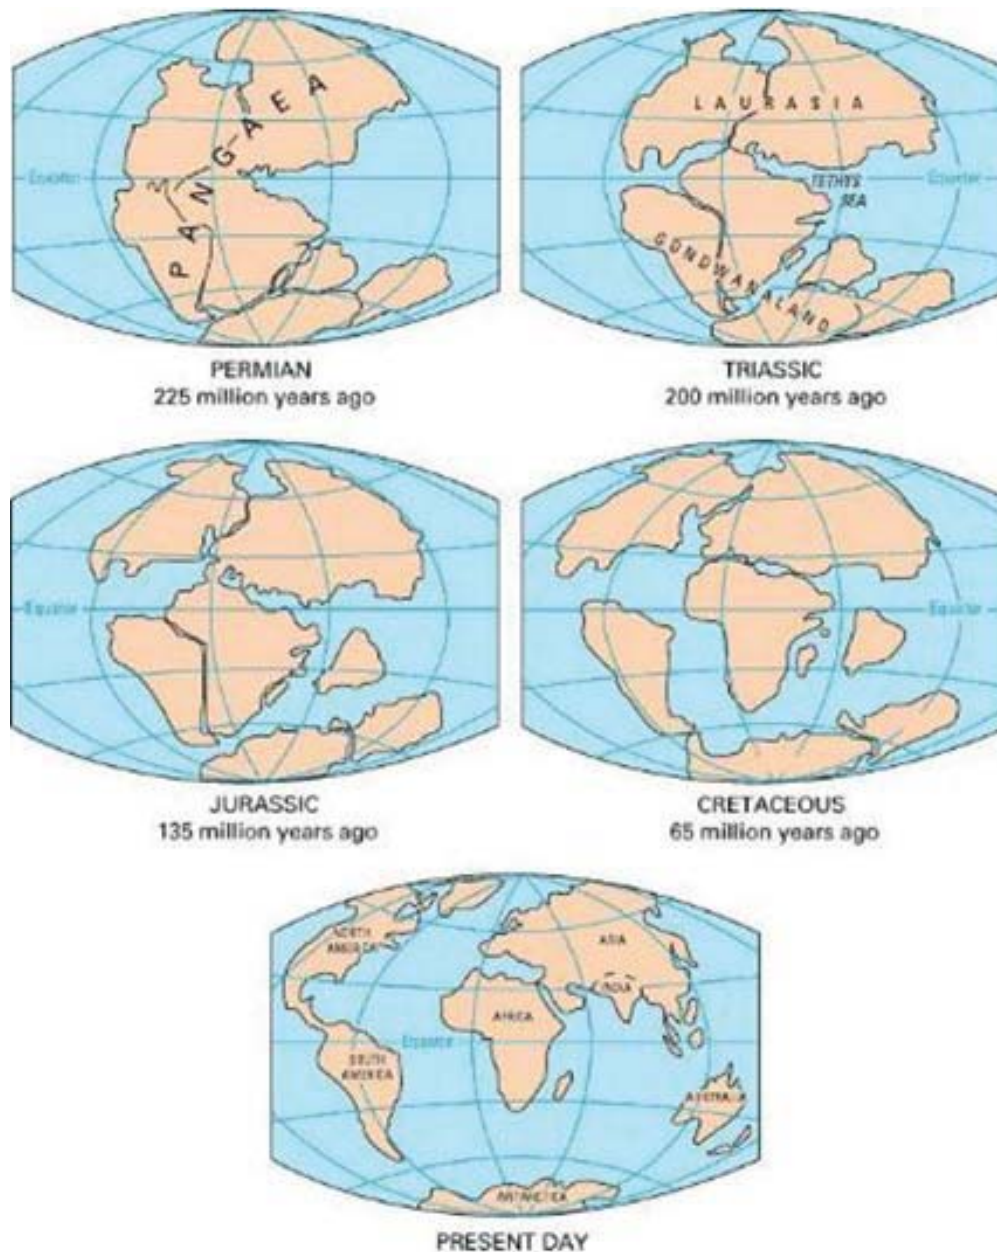 PANGAEA
Equator
PERMIAN
225 million years ago
LAURASIA
TETHYS
SEA
Equator
GONDWANALAND
TRIASSIC
200 million years ago
Equator
JURASSIC
135 million years ago
Equator
CRETACEOUS
65 million years ago
NORTH
AMERICA
ASIA
INDIA
AFRICA
Equator
SOUTH
AMERICA
AUSTRALIA
ANTARCTICA
PRESENT DAY